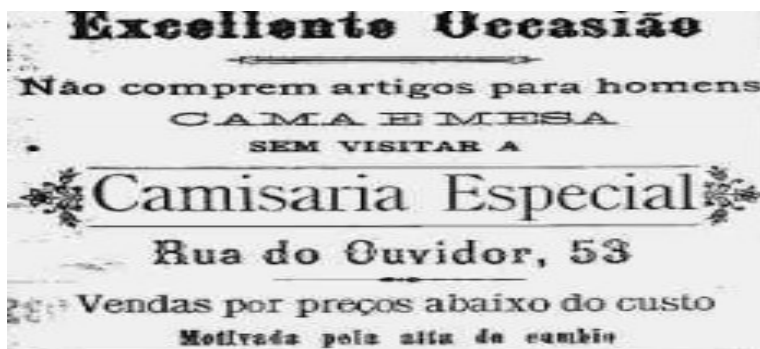 Excellente Occasião
Não comprem artigos para homens
CAMA E MESA
SEM VISITAR A
Camisaria Especial
Rua do Ouvidor, 53
Vendas por preços abaixo do custo
Motivada pela alta do cambio